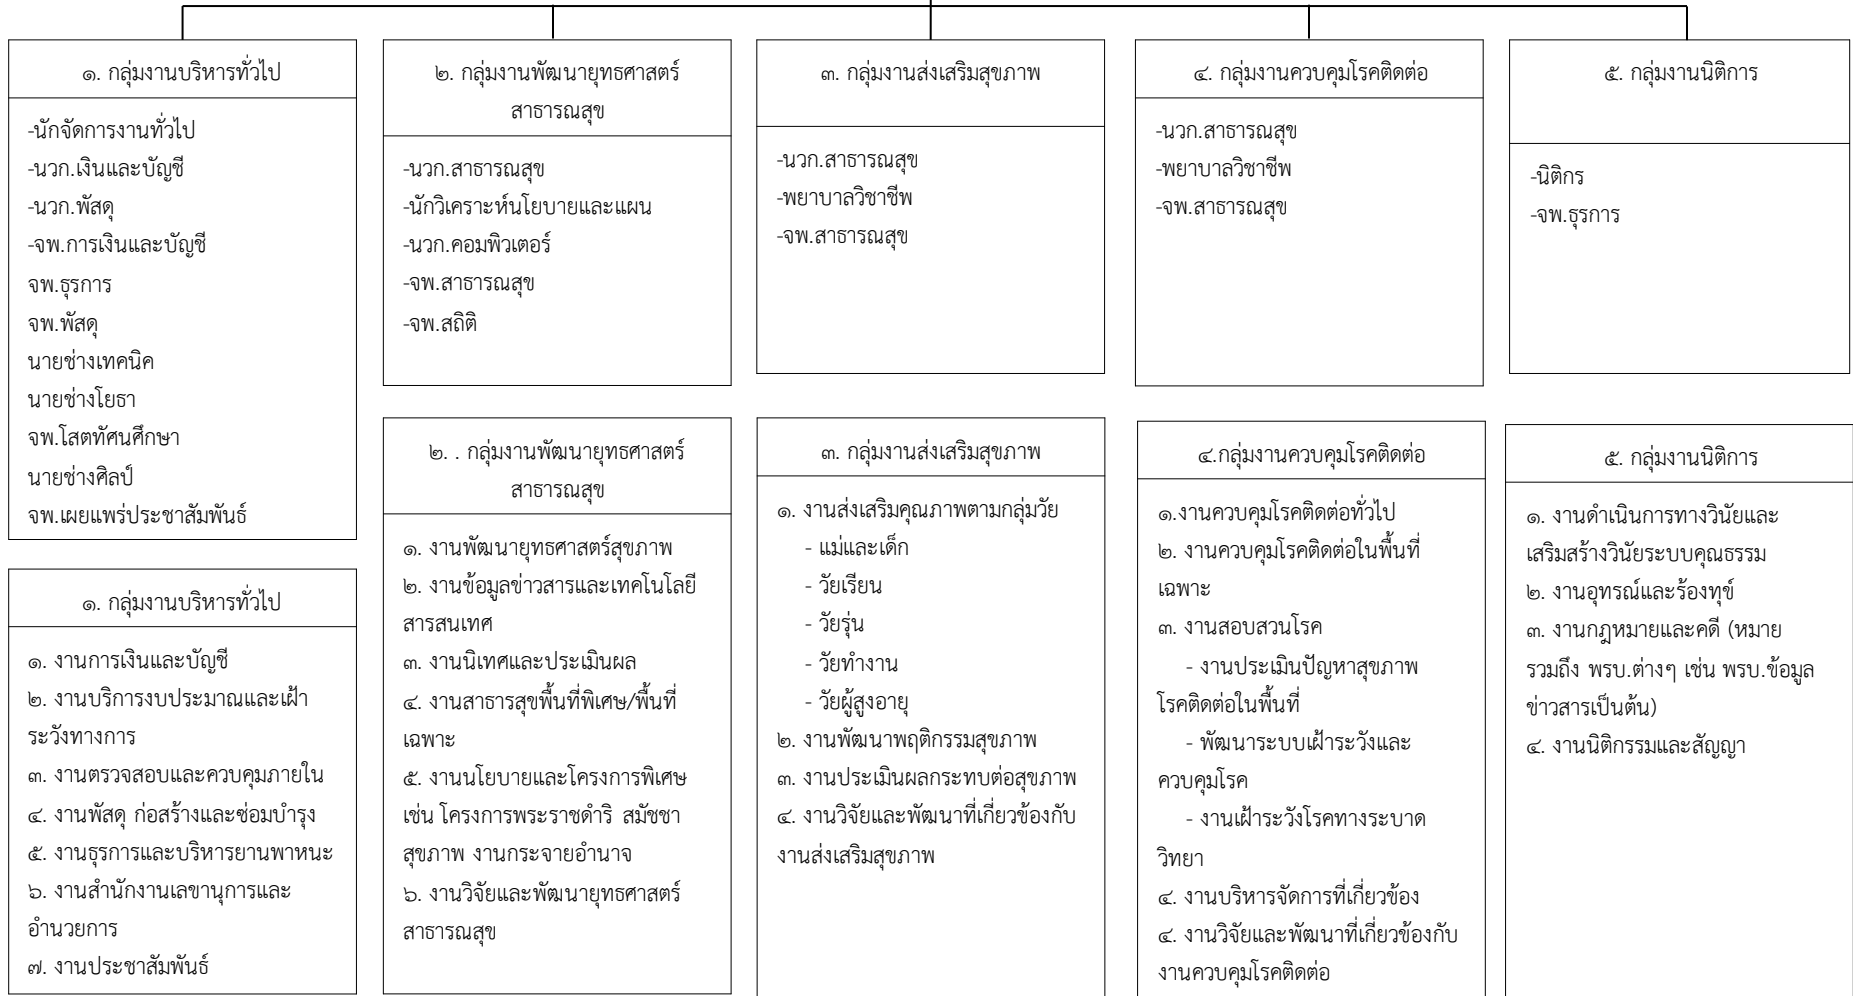 ๑. กลุ่มงานบริหารทั่วไป
-นักจัดการงานทั่วไป
-นวก.เงินและบัญชี
-นวก.พัสดุ
-จพ.การเงินและบัญชี
จพ.ธุรการ
จพ.พัสดุ
นายช่างเทคนิค
นายช่างโยธา
จพ.โสตทัศนศึกษา
นายช่างศิลป์
จพ.เผยแพร่ประชาสัมพันธ์
๒. กลุ่มงานพัฒนายุทธศาสตร์
สาธารณสุข
-นวก.สาธารณสุข
-นักวิเคราะห์นโยบายและแผน
-นวก.คอมพิวเตอร์
-จพ.สาธารณสุข
-จพ.สถิติ
๓. กลุ่มงานส่งเสริมสุขภาพ
-นวก.สาธารณสุข
-พยาบาลวิชาชีพ
-จพ.สาธารณสุข
๔. กลุ่มงานควบคุมโรคติดต่อ
-นวก.สาธารณสุข
-พยาบาลวิชาชีพ
-จพ.สาธารณสุข
๕. กลุ่มงานนิติการ
-นิติกร
-จพ.ธุรการ
๑. กลุ่มงานบริหารทั่วไป
๑. งานการเงินและบัญชี
๒. งานบริการงบประมาณและเฝ้า
ระวังทางการ
๓. งานตรวจสอบและควบคุมภายใน
๔. งานพัสดุ ก่อสร้างและซ่อมบำรุง
๕. งานธุรการและบริหารยานพาหนะ
๖. งานสำนักงานเลขานุการและ
อำนวยการ
๗. งานประชาสัมพันธ์
๒. . กลุ่มงานพัฒนายุทธศาสตร์
สาธารณสุข
๑. งานพัฒนายุทธศาสตร์สุขภาพ
๒. งานข้อมูลข่าวสารและเทคโนโลยี
สารสนเทศ
๓. งานนิเทศและประเมินผล
๔. งานสาธารสุขพื้นที่พิเศษ/พื้นที่
เฉพาะ
๕. งานนโยบายและโครงการพิเศษ
เช่น โครงการพระราชดำริ สมัชชา
สุขภาพ งานกระจายอำนาจ
๖. งานวิจัยและพัฒนายุทธศาสตร์
สาธารณสุข
๓. กลุ่มงานส่งเสริมสุขภาพ
๑. งานส่งเสริมคุณภาพตามกลุ่มวัย
- แม่และเด็ก
- วัยเรียน
- วัยรุ่น
- วัยทำงาน
- วัยผู้สูงอายุ
๒. งานพัฒนาพฤติกรรมสุขภาพ
๓. งานประเมินผลกระทบต่อสุขภาพ
๔. งานวิจัยและพัฒนาที่เกี่ยวข้องกับ
งานส่งเสริมสุขภาพ
๔.กลุ่มงานควบคุมโรคติดต่อ
๑.งานควบคุมโรคติดต่อทั่วไป
๒. งานควบคุมโรคติดต่อในพื้นที่
เฉพาะ
๓. งานสอบสวนโรค
- งานประเมินปัญหาสุขภาพ
โรคติดต่อในพื้นที่
- พัฒนาระบบเฝ้าระวังและ
ควบคุมโรค
- งานเฝ้าระวังโรคทางระบาด
วิทยา
๔. งานบริหารจัดการที่เกี่ยวข้อง
๔. งานวิจัยและพัฒนาที่เกี่ยวข้องกับ
งานควบคุมโรคติดต่อ
๕. กลุ่มงานนิติการ
๑. งานดำเนินการทางวินัยและ
เสริมสร้างวินัยระบบคุณธรรม
๒. งานอุทรณ์และร้องทุกข์
๓. งานกฎหมายและคดี (หมาย
รวมถึง พรบ.ต่างๆ เช่น พรบ.ข้อมูล
ข่าวสารเป็นต้น)
๔. งานนิติกรรมและสัญญา